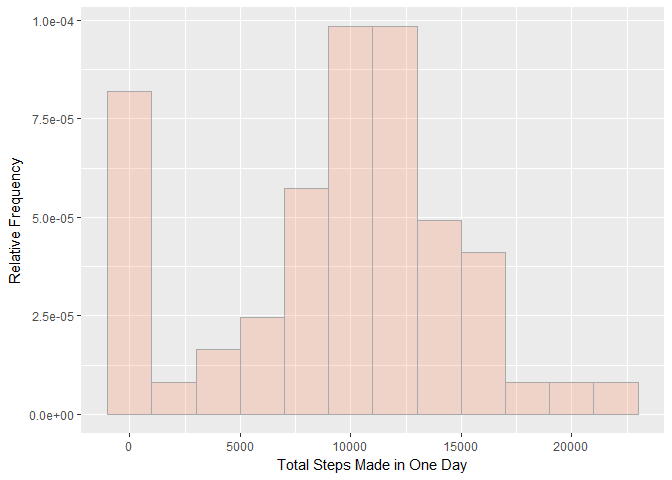 1.0e-04
7.5e-05
5.0e-05
2.5e-05
0.0e+00
Relative Frequency
0 5000 10000 15000 20000
Total Steps Made in One Day